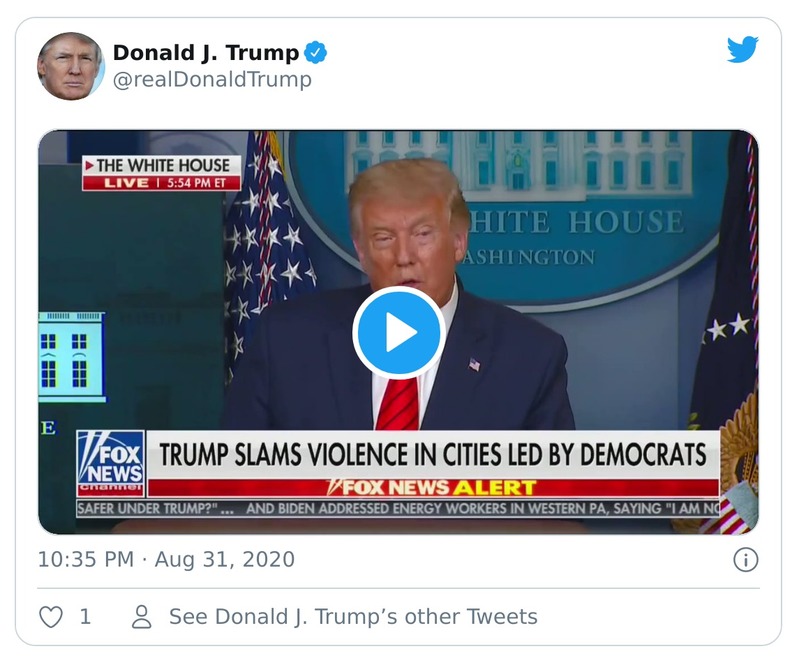 Donald J. Trump
@realDonaldTrump
THE WHITE HOUSE
LIVE | 5:54 PM ET
HITE HOUSE
ASHINGTON
E
FOX
NEWS
channel
TRUMP SLAMS VIOLENCE IN CITIES LED BY DEMOCRATS
FOX NEWS ALERT
SAFER UNDER TRUMP?" ... AND BIDEN ADDRESSED ENERGY WORKERS IN WESTERN PA, SAYING "I AM NO
10:35 PM · Aug 31, 2020
1
See Donald J. Trump’s other Tweets